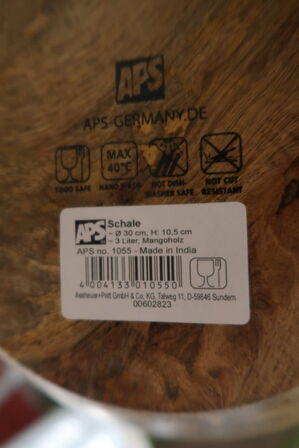 APS
APS-GERMANY.DE
MAX
40°C
FOOD SAFE
HAND WASH
NOT DISH-
WASHER SAFE
NOT CUT
RESISTANT
APS
Schale
~ Ø 30 cm, H: 10,5 cm
~ 3 Liter, Mangoholz
APS no. 1055 - Made in India
4 004133 010550
Assheuer+Pott GmbH & Co. KG, Talweg 11, D-59846 Sundern
00602823